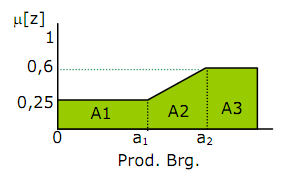 μ[z]
1
0,6
0,25
A1 A2 A3
0 a₁ a₂
Prod. Brg.